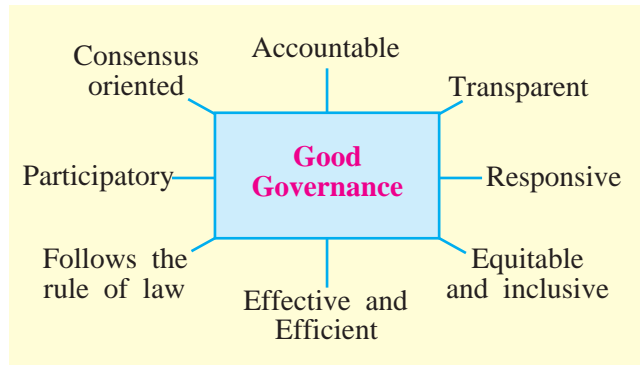 Consensus
oriented
Accountable
Transparent
Participatory
Good
Governance
Responsive
Follows the
rule of law
Effective and
Efficient
Equitable
and inclusive